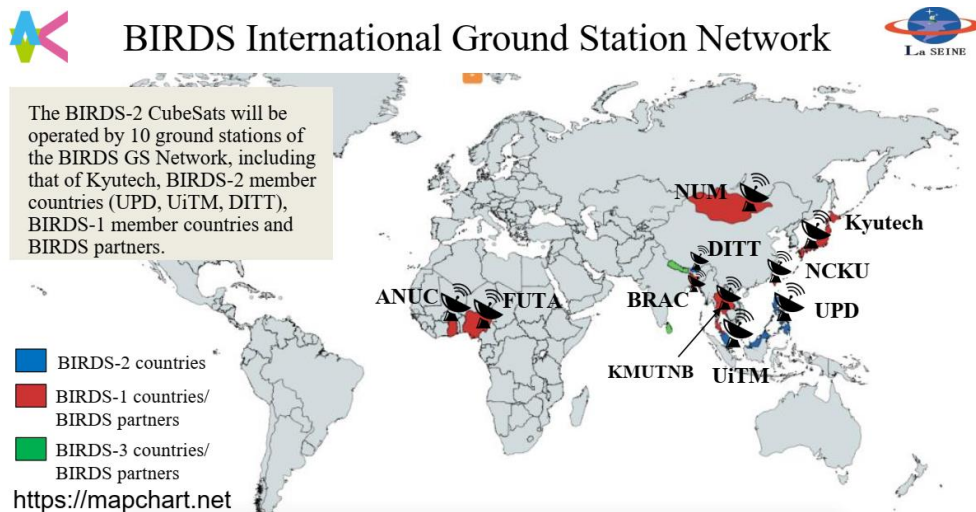 BIRDS International Ground Station Network
La SEINE
The BIRDS-2 CubeSats will be
operated by 10 ground stations of
the BIRDS GS Network, including
that of Kyutech, BIRDS-2 member
countries (UPD, UiTM, DITT),
BIRDS-1 member countries and
BIRDS partners.
NUM
Kyutech
DITT
NCKU
ANUC
FUTA
BRAC
UPD
KMUTNB
UiTM
BIRDS-2 countries
BIRDS-1 countries/
BIRDS partners
BIRDS-3 countries/
BIRDS partners
https://mapchart.net